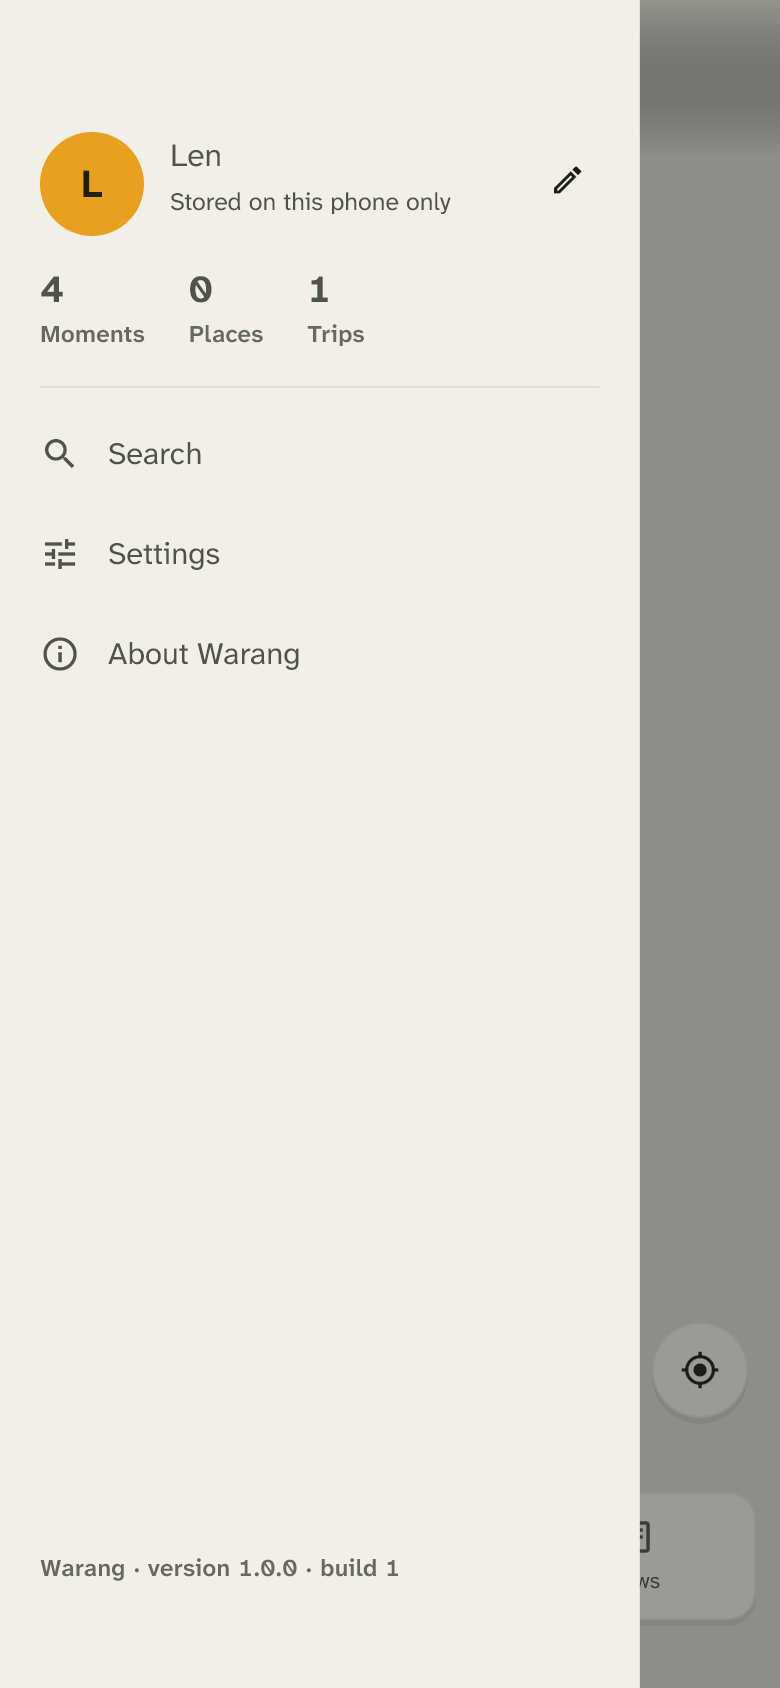 L
Len
Stored on this phone only
4
Moments
0
Places
1
Trips
Search
Settings
About Warang
Warang · version 1.0.0 · build 1